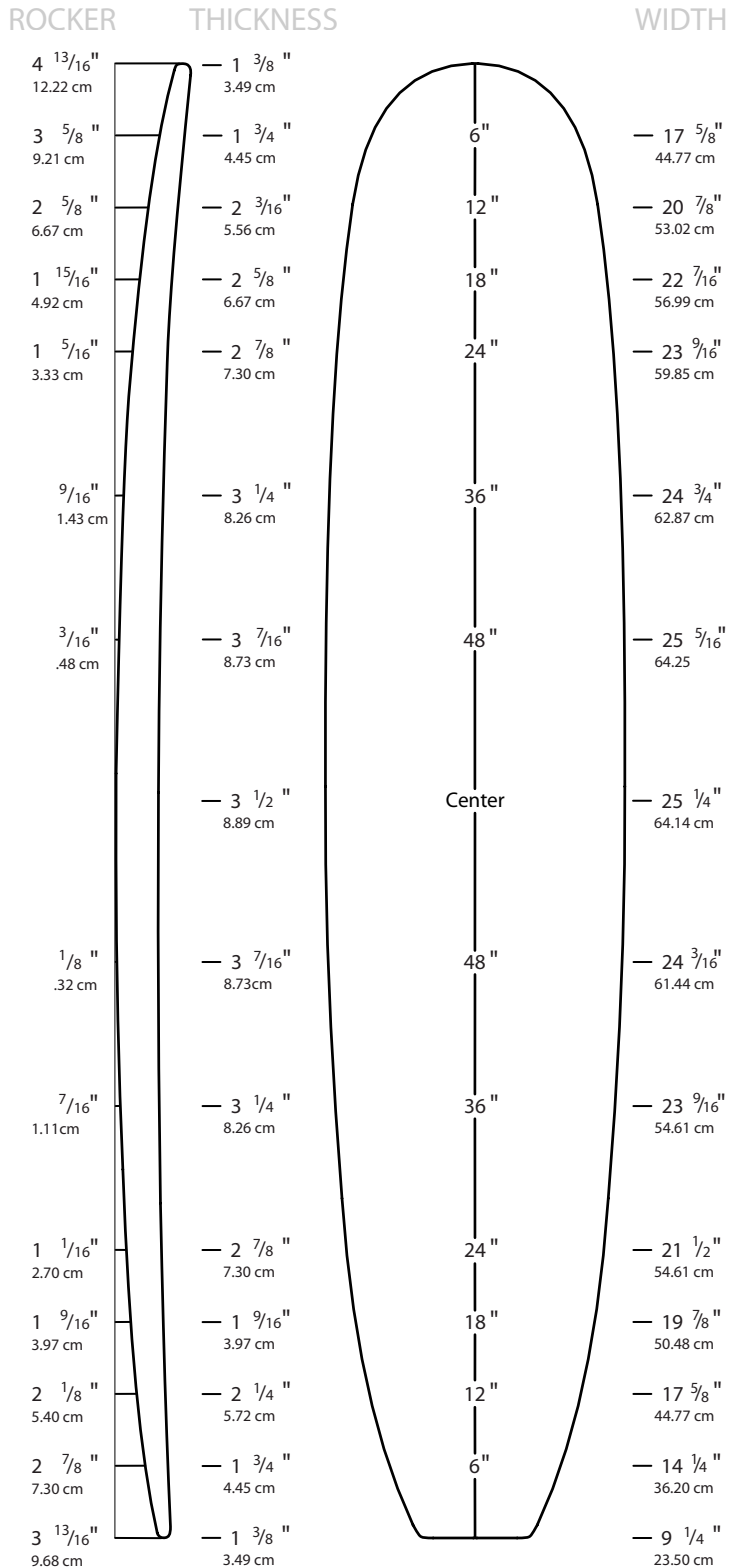 ROCKER THICKNESS WIDTH
4 13/16" 1 3/8 "
12.22 cm 3.49 cm
3 5/8 " 1 3/4 " 6" 17 5/8"
9.21 cm 4.45 cm 44.77 cm
2 5/8 " 2 3/16" 12 " 20 7/8"
6.67 cm 5.56 cm 53.02 cm
1 15/16" 2 5/8 " 18" 22 7/16"
4.92 cm 6.67 cm 56.99 cm
1 5/16" 2 7/8 " 24 " 23 9/16"
3.33 cm 7.30 cm 59.85 cm
9/16" 3 1/4 " 36 " 24 3/4"
1.43 cm 8.26 cm 62.87 cm
3/16" 3 7/16" 48 " 25 5/16"
.48 cm 8.73 cm 64.25
3 1/2 " Center 25 1/4"
8.89 cm 64.14 cm
1/8 " 3 7/16" 48 " 24 3/16"
.32 cm 8.73cm 61.44 cm
7/16" 3 1/4 " 36 " 23 9/16"
1.11cm 8.26 cm 54.61 cm
1 1/16" 2 7/8 " 24 " 21 1/2"
2.70 cm 7.30 cm 54.61 cm
1 9/16" 1 9/16" 18 " 19 7/8"
3.97 cm 3.97 cm 50.48 cm
2 1/8 " 2 1/4 " 12 " 17 5/8"
5.40 cm 5.72 cm 44.77 cm
2 7/8 " 1 3/4 " 6" 14 1/4"
7.30 cm 4.45 cm 36.20 cm
3 13/16" 1 3/8 " 9 1/4 "
9.68 cm 3.49 cm 23.50 cm